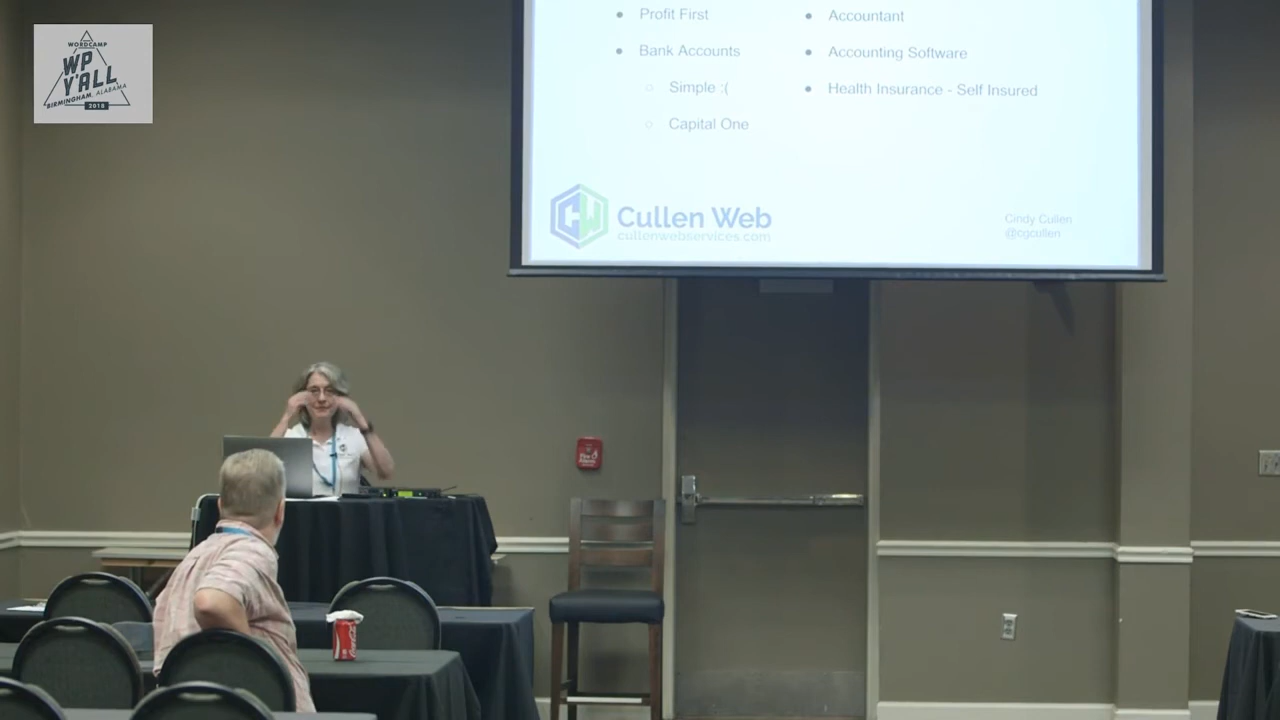 WORDCAMP
WP
Y'ALL
BIRMINGHAM, ALABAMA
2018
Profit First
Bank Accounts
Simple :(
Capital One
Accountant
Accounting Software
Health Insurance - Self Insured
CW
Cullen Web
cullenwebservices.com
Cindy Cullen
@cgcullen